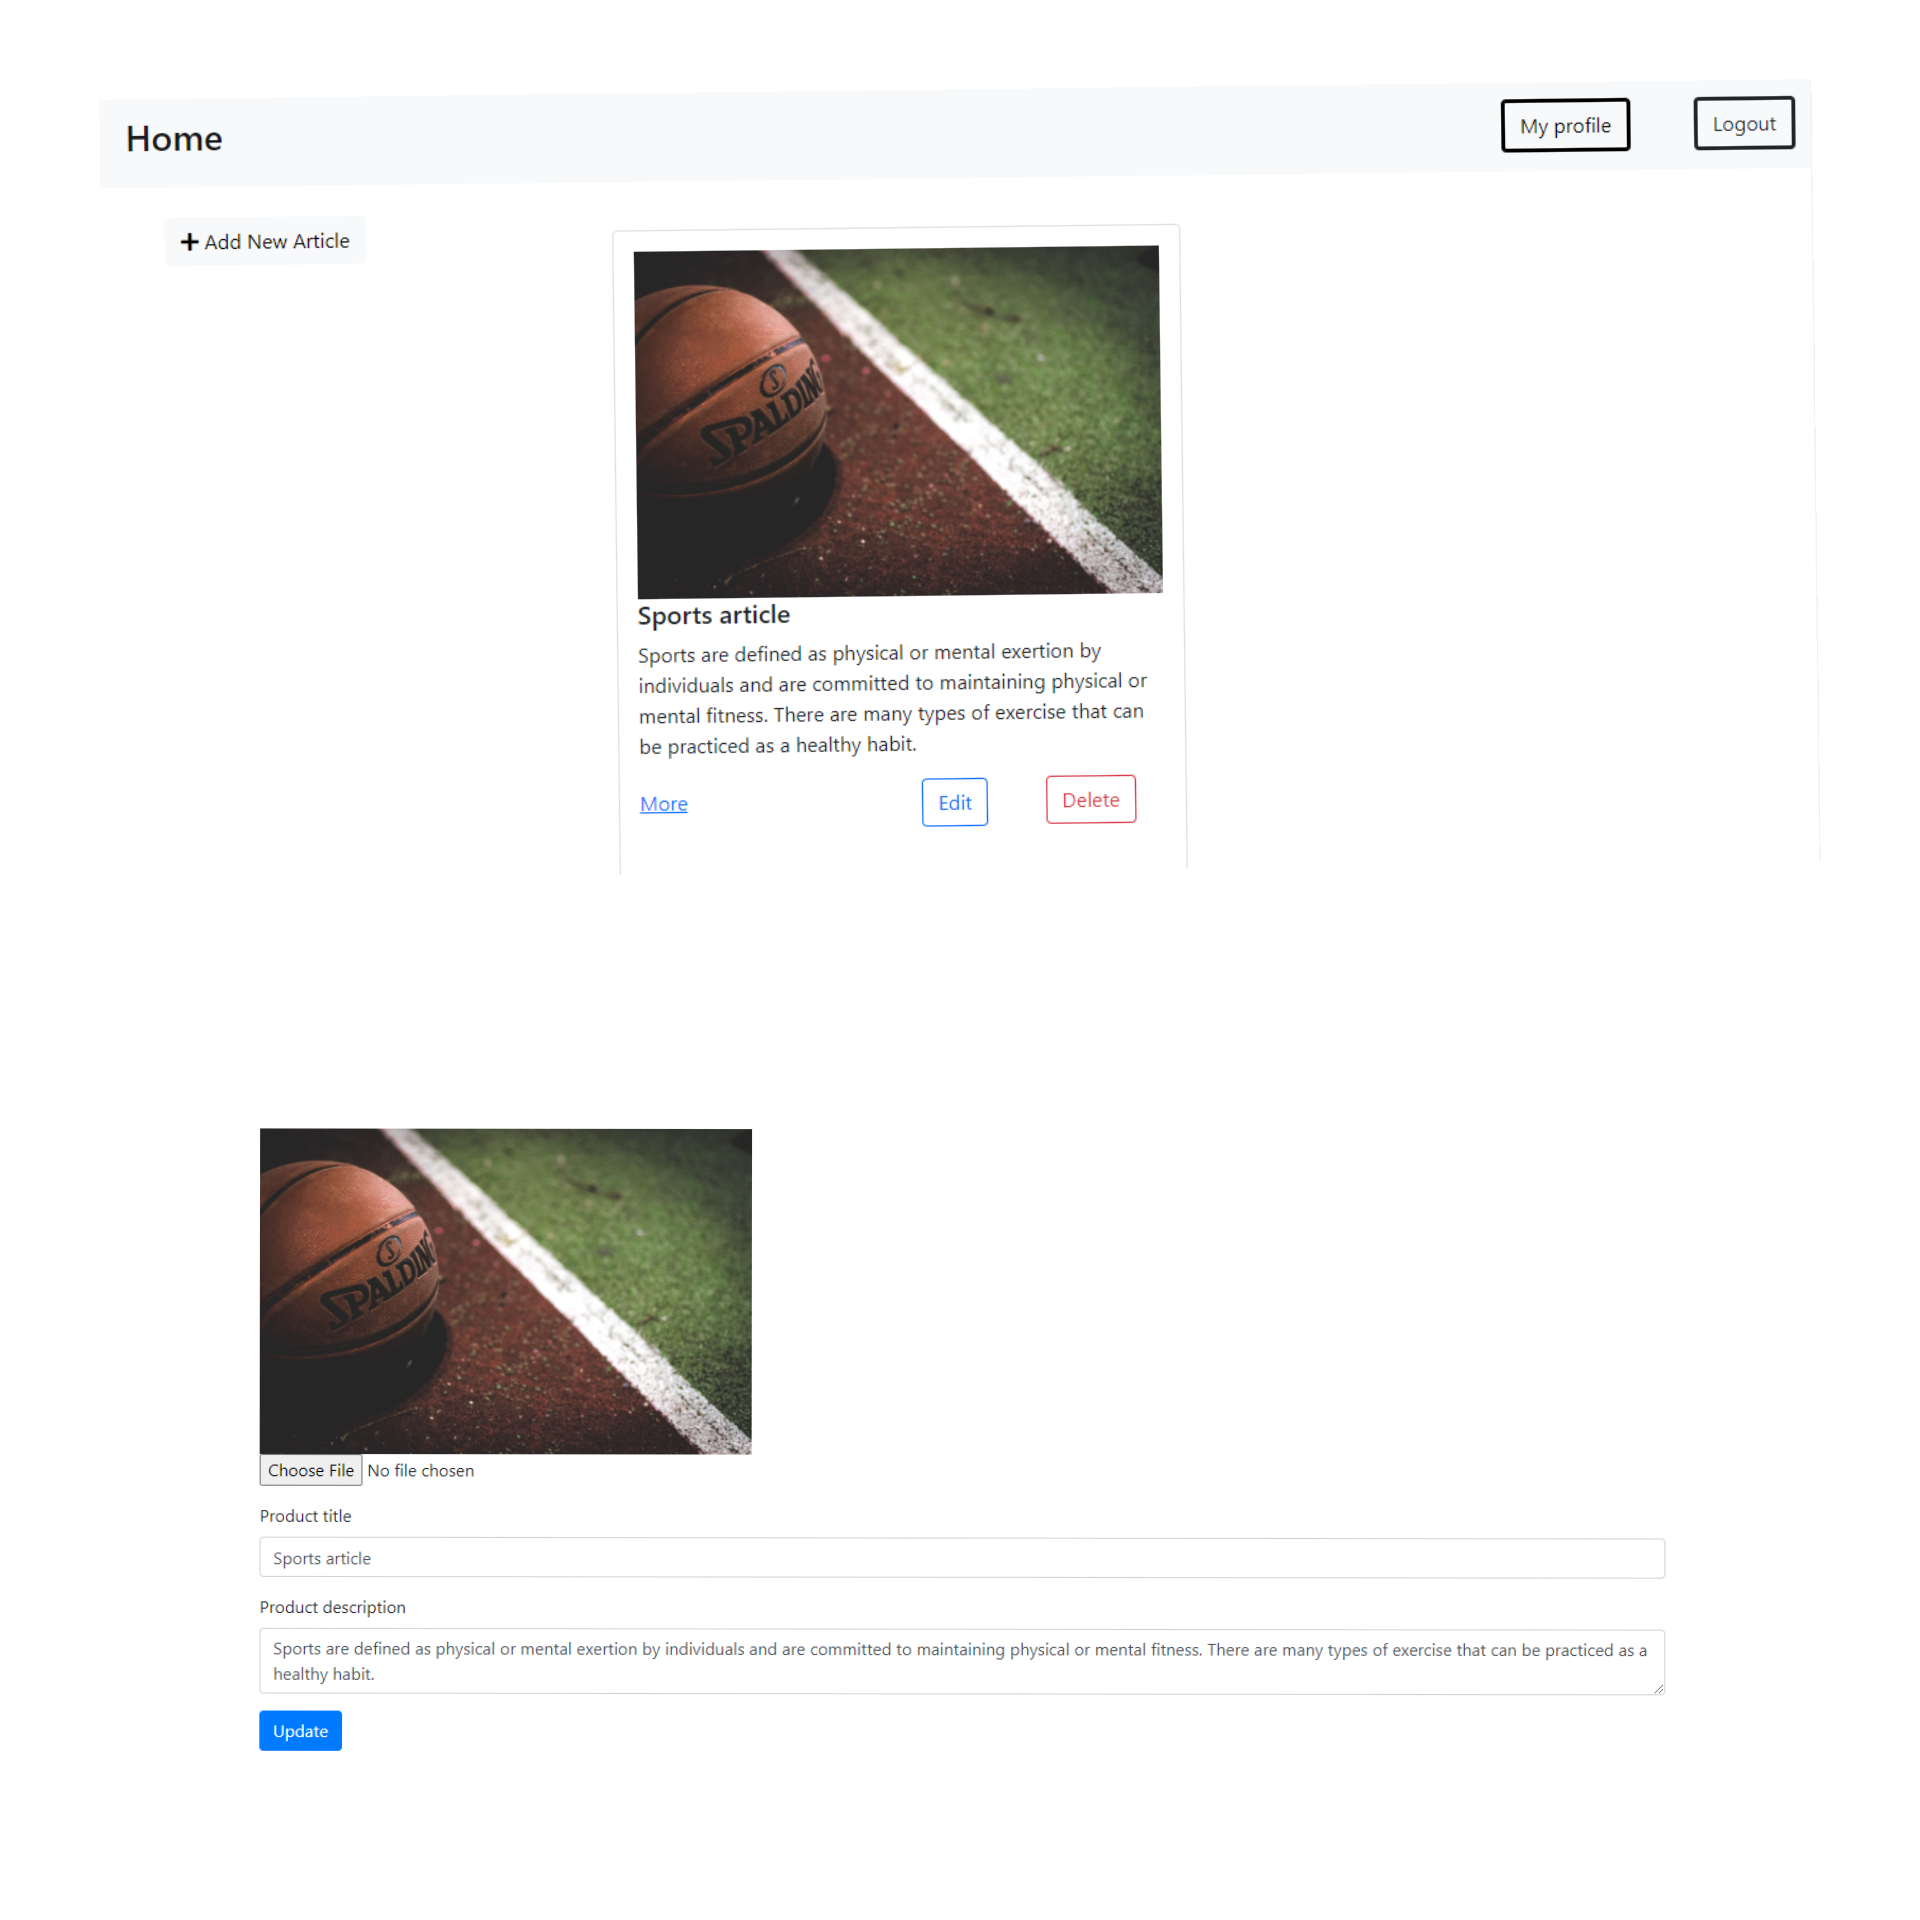 Home
My profile
Logout
Add New Article
SPALDING
Sports article
Sports are defined as physical or mental exertion by
individuals and are committed to maintaining physical or
mental fitness. There are many types of exercise that can
be practiced as a healthy habit.
More
Edit
Delete
SPALDING
Choose File No file chosen
Product title
Sports article
Product description
Sports are defined as physical or mental exertion by individuals and are committed to maintaining physical or mental fitness. There are many types of exercise that can be practiced as a
healthy habit.
Update